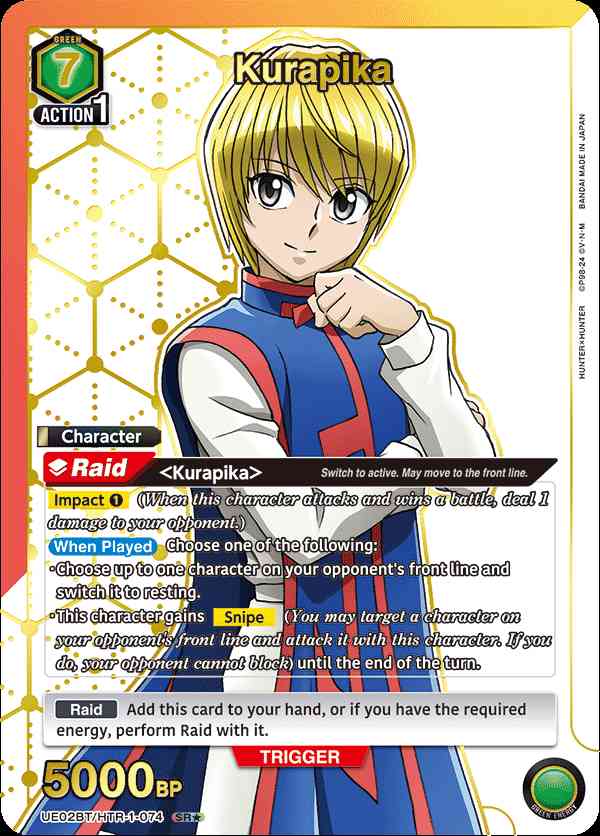 GREEN
7
ACTION 1
Kurapika
HUNTER×HUNTER ©P98-24 ©V·N·M BANDAI MADE IN JAPAN
Character
Raid <Kurapika> Switch to active. May move to the front line.
Impact ❶ (When this character attacks and wins a battle, deal 1
damage to your opponent.)
When Played Choose one of the following:
·Choose up to one character on your opponent's front line and
switch it to resting.
·This character gains Snipe (You may target a character on
your opponent's front line and attack it with this character. If you
do, your opponent cannot block) until the end of the turn.
Raid Add this card to your hand, or if you have the required
energy, perform Raid with it.
TRIGGER
5000 BP
UE02BT/HTR-1-074 SR★
GREEN ENERGY